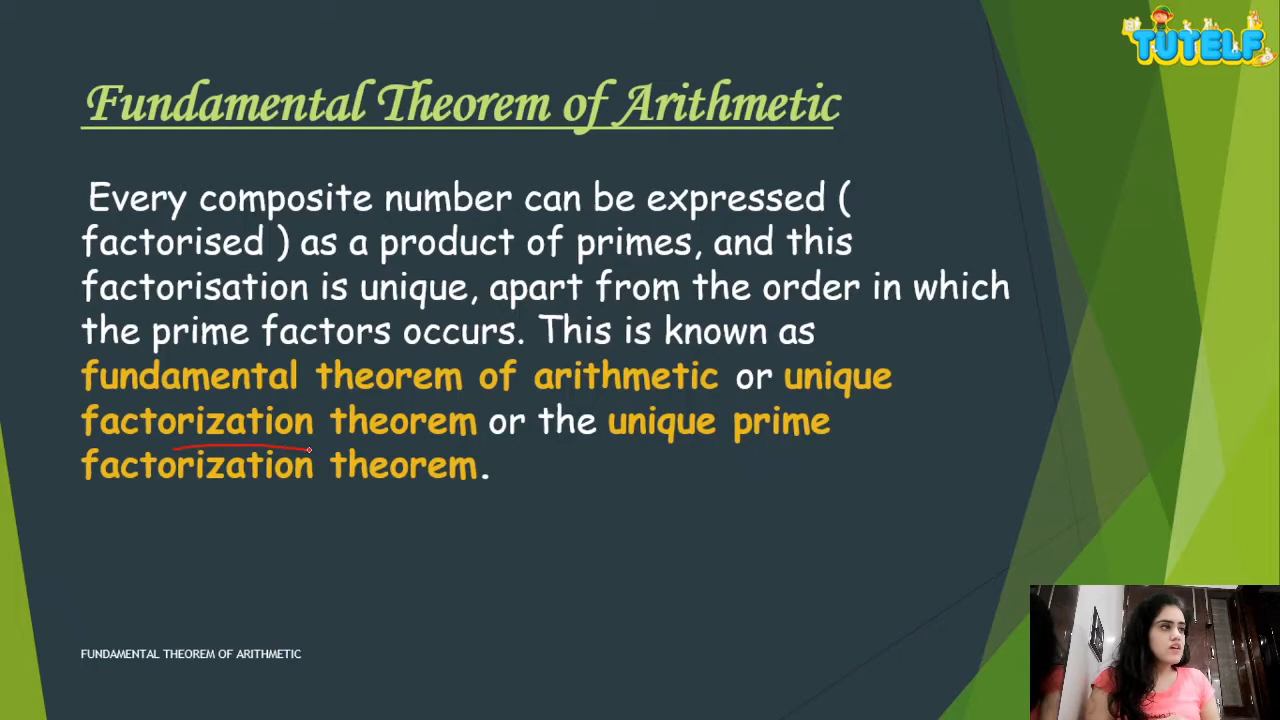 TUTELF
Fundamental Theorem of Arithmetic
Every composite number can be expressed (
factorised ) as a product of primes, and this
factorisation is unique, apart from the order in which
the prime factors occurs. This is known as
fundamental theorem of arithmetic or unique
factorization theorem or the unique prime
factorization theorem.
FUNDAMENTAL THEOREM OF ARITHMETIC